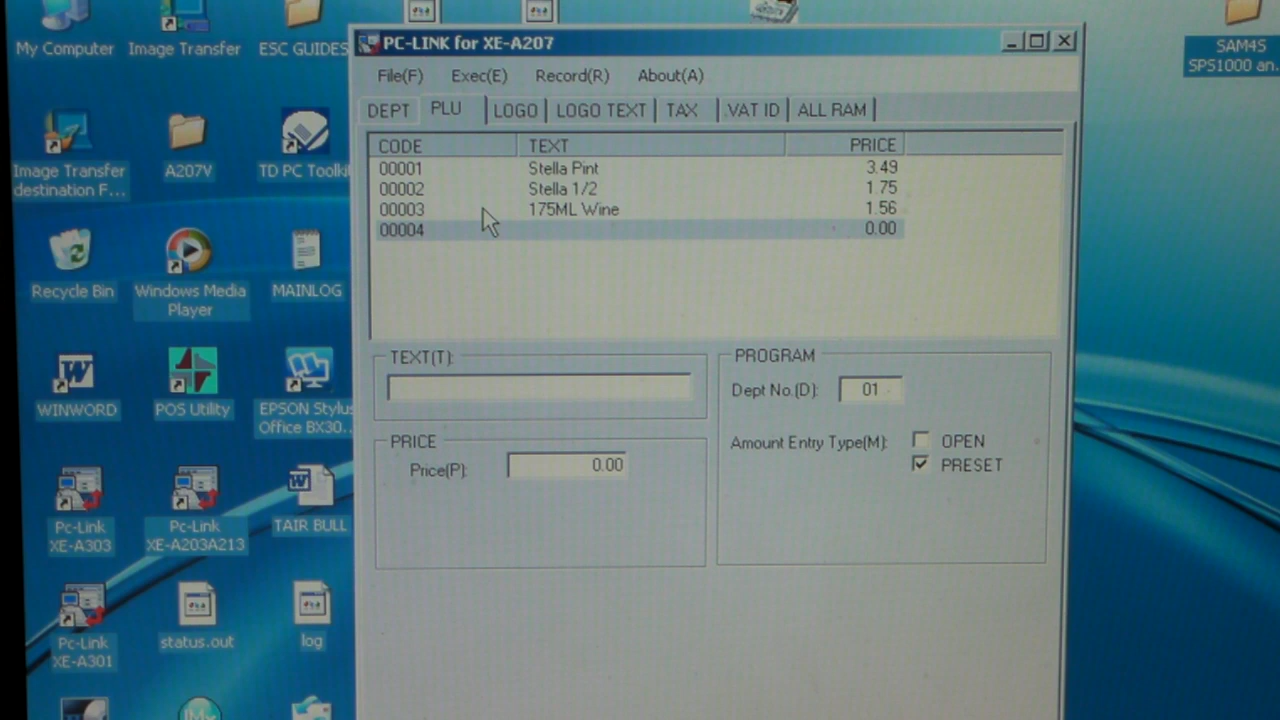 My Computer
Image Transfer
ESC GUIDES
SAM4S
SPS1000 an...
Image Transfer
destination F...
A207V
TD PC Toolki
Recycle Bin
Windows Media
Player
MAINLOG
WINWORD
POS Utility
EPSON Stylu
Office BX30..
Pc-Link
XE-A303
Pc-Link
XE-A203A213
TAIR BULL
Pc-Link
XE-A301
status.out
log
PC-LINK for XE-A207
File(F) Exec(E) Record(R) About(A)
DEPT PLU LOGO LOGO TEXT TAX VAT ID ALL RAM
CODE TEXT PRICE
00001 Stella Pint 3.49
00002 Stella 1/2 1.75
00003 175ML Wine 1.56
00004 0.00
TEXT(T):
PRICE
Price(P): 0.00
PROGRAM
Dept No.(D): 01
Amount Entry Type(M): OPEN
PRESET